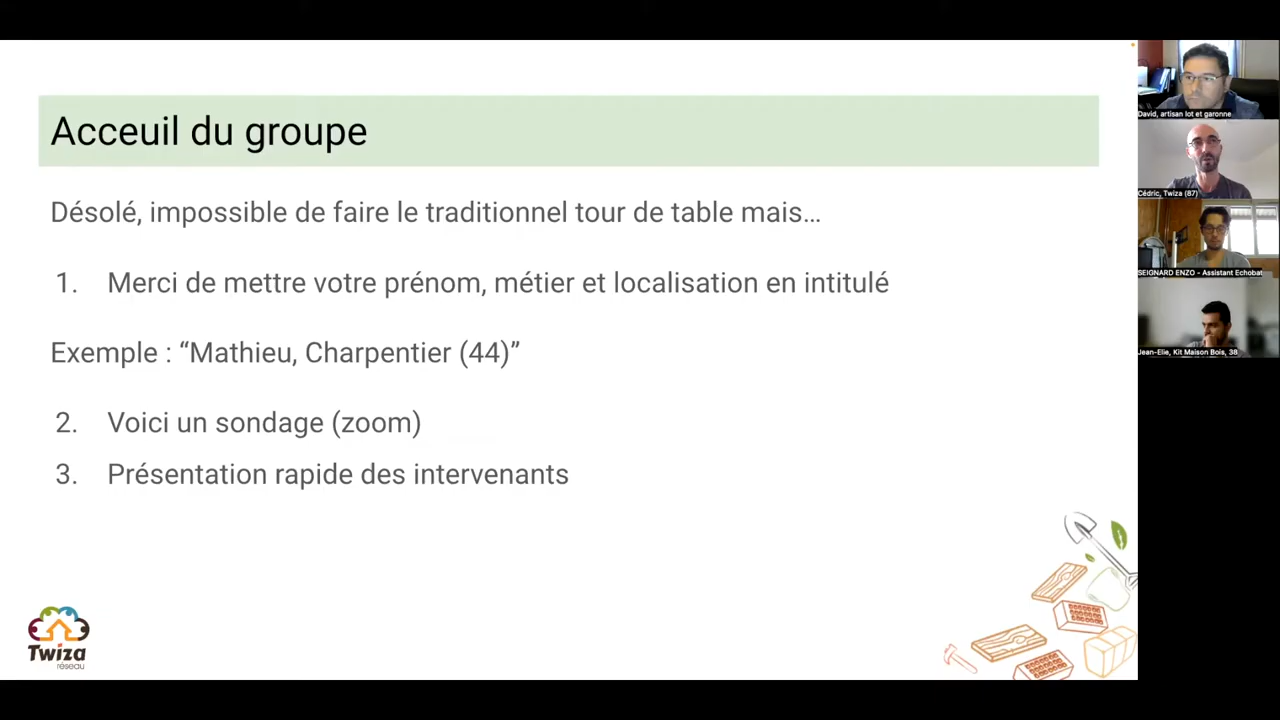 Acceuil du groupe
Désolé, impossible de faire le traditionnel tour de table mais…
1. Merci de mettre votre prénom, métier et localisation en intitulé
Exemple : “Mathieu, Charpentier (44)”
2. Voici un sondage (zoom)
3. Présentation rapide des intervenants
Twiza
réseau
David, artisan lot et garonne
Cédric, Twiza (87)
SEIGNARD ENZO - Assistant Echobat
Jean-Elie, Kit Maison Bois, 38